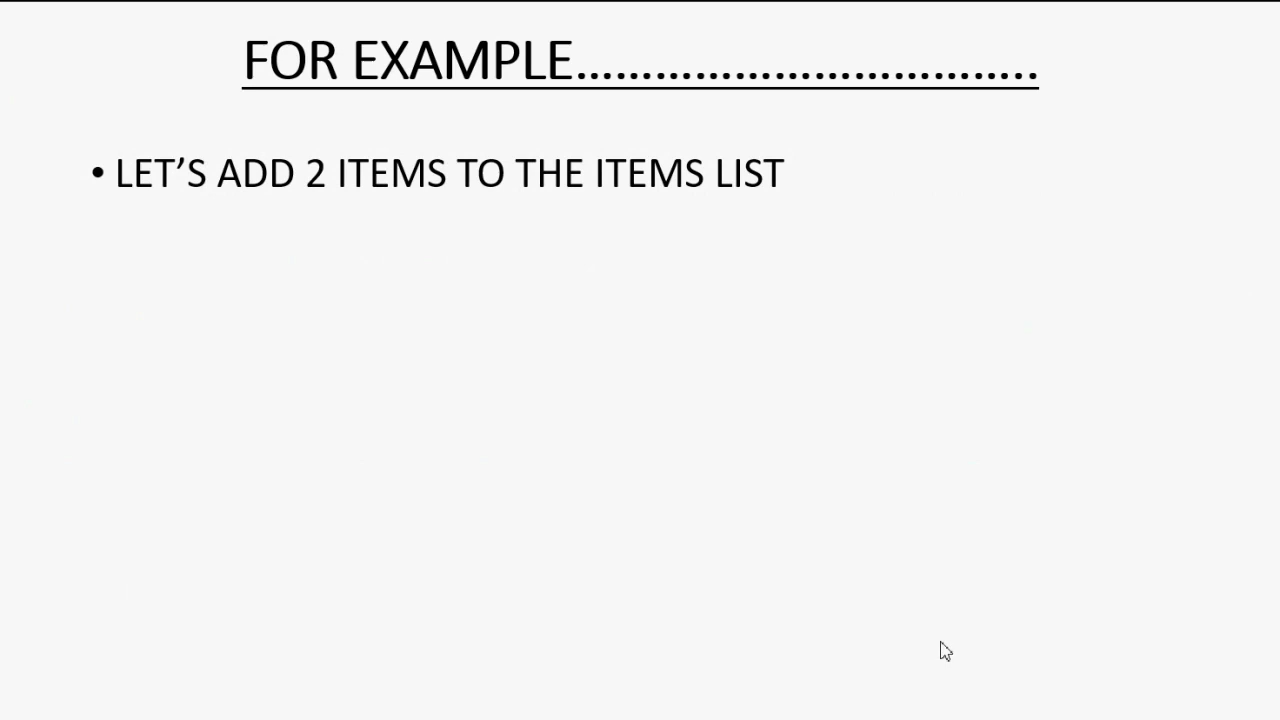 FOR EXAMPLE....................................
• LET’S ADD 2 ITEMS TO THE ITEMS LIST